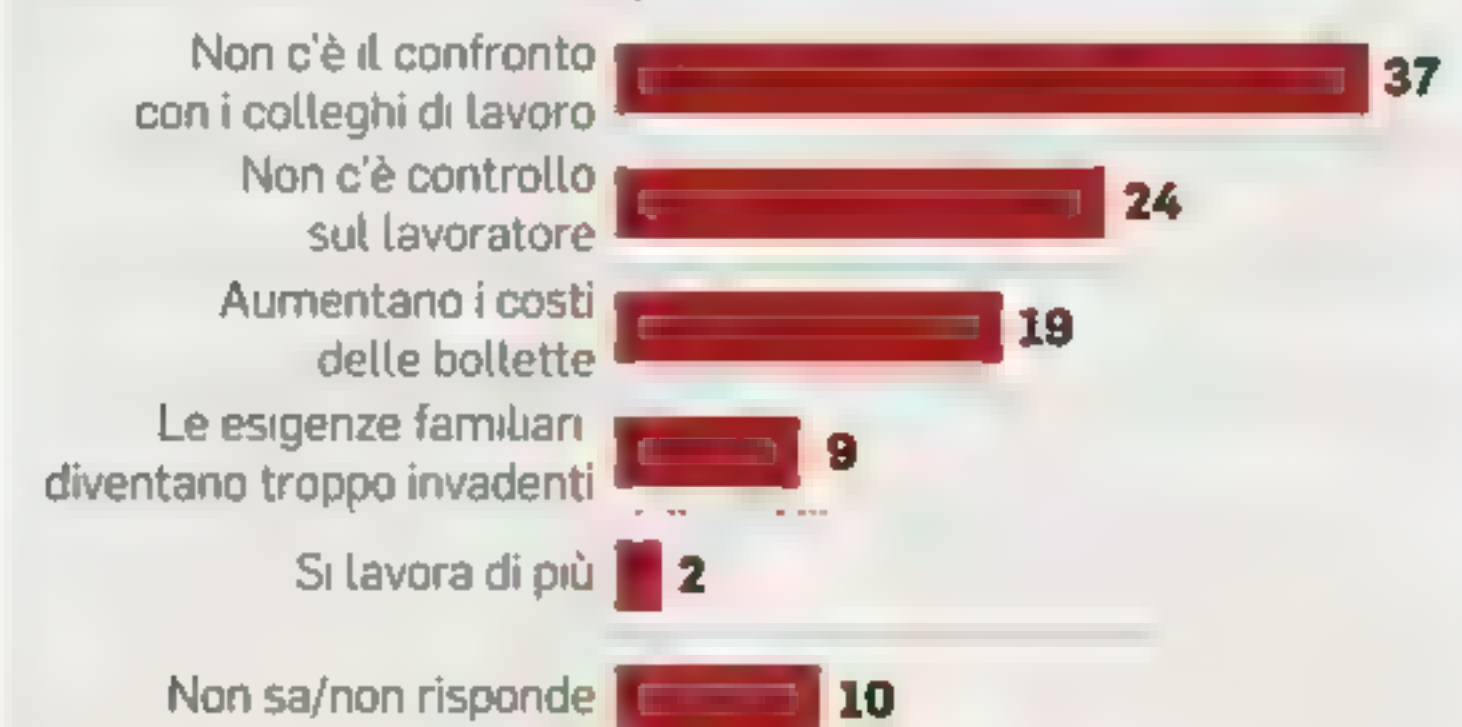 Non c'è il confronto
con i colleghi di lavoro
37
Non c'è controllo
sul lavoratore
24
Aumentano i costi
delle bollette
19
Le esigenze familiari
diventano troppo invadenti
9
Si lavora di più
2
Non sa/non risponde
10